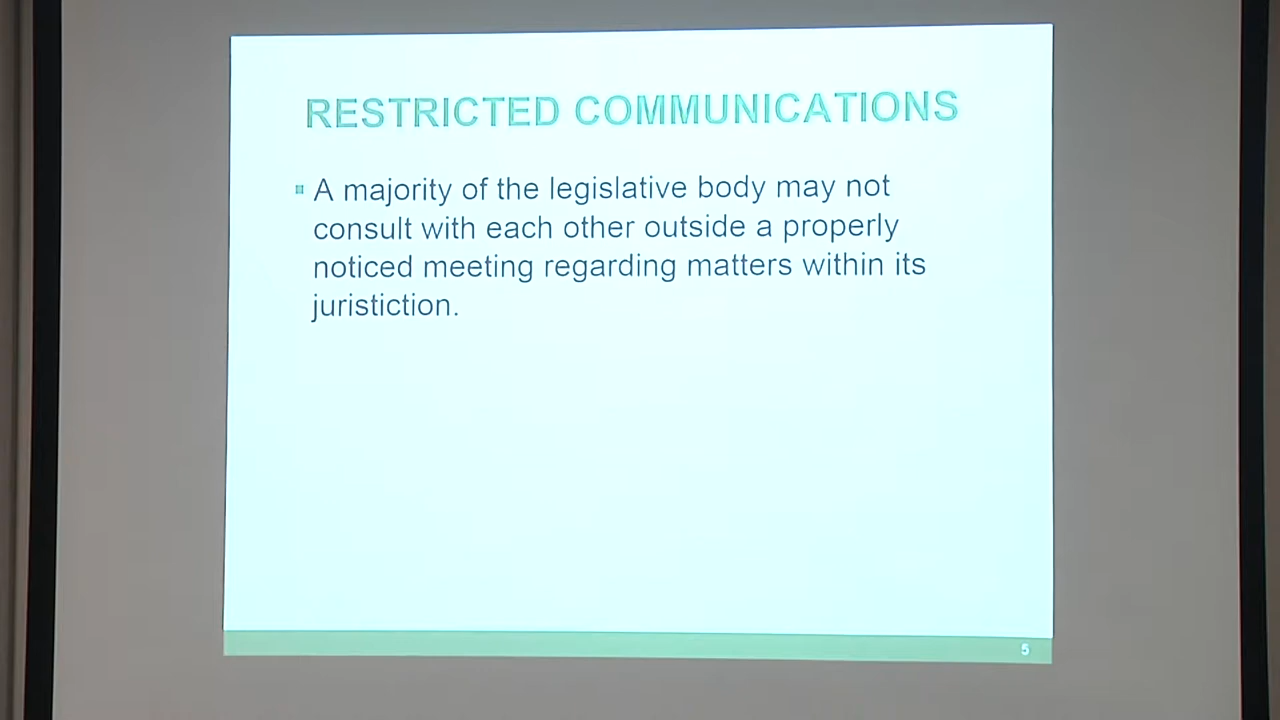 RESTRICTED COMMUNICATIONS
A majority of the legislative body may not
consult with each other outside a properly
noticed meeting regarding matters within its
juristiction.
5